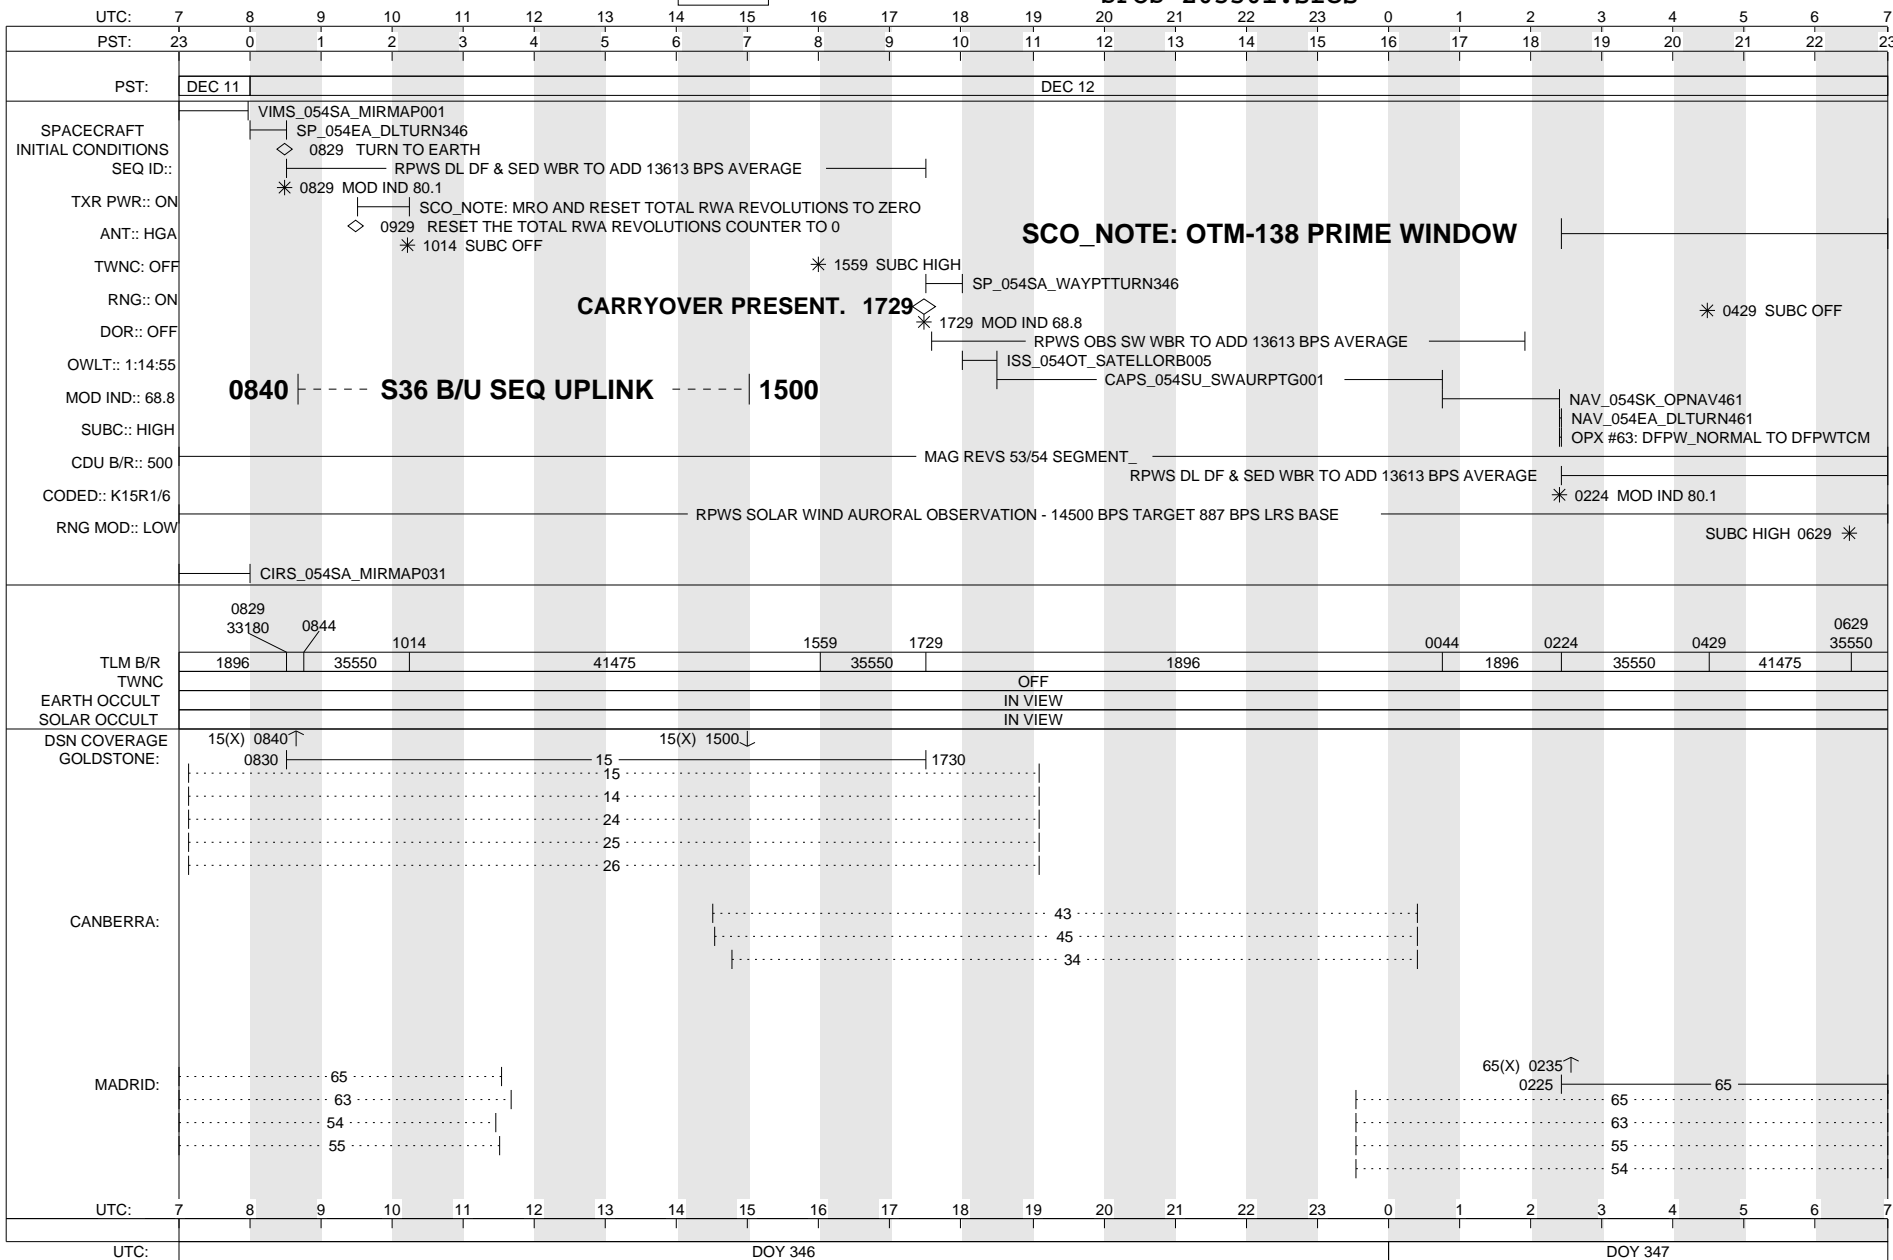 UTC: 7 8 9 10 11 12 13 14 15 16 17 18 19 20 21 22 23 0 1 2 3 4 5 6 7
PST: 23 0 1 2 3 4 5 6 7 8 9 10 11 12 13 14 15 16 17 18 19 20 21 22 23
PST: DEC 11 DEC 12
VIMS_054SA_MIRMAP001
SPACECRAFT SP_054EA_DLTURN346
INITIAL CONDITIONS 0829 TURN TO EARTH
SEQ ID:: RPWS DL DF & SED WBR TO ADD 13613 BPS AVERAGE
0829 MOD IND 80.1
TXR PWR:: ON SCO_NOTE: MRO AND RESET TOTAL RWA REVOLUTIONS TO ZERO
0929 RESET THE TOTAL RWA REVOLUTIONS COUNTER TO 0
ANT:: HGA SCO_NOTE: OTM-138 PRIME WINDOW
1014 SUBC OFF
TWNC: OFF 1559 SUBC HIGH
SP_054SA_WAYPTTURN346
RNG:: ON CARRYOVER PRESENT. 1729 0429 SUBC OFF
1729 MOD IND 68.8
DOR:: OFF RPWS OBS SW WBR TO ADD 13613 BPS AVERAGE
OWLT:: 1:14:55 ISS_054OT_SATELLORB005
CAPS_054SU_SWAURPTG001
0840 S36 B/U SEQ UPLINK 1500
MOD IND:: 68.8 NAV_054SK_OPNAV461
NAV_054EA_DLTURN461
SUBC:: HIGH OPX #63: DFPW_NORMAL TO DFPWTCM
CDU B/R:: 500 MAG REVS 53/54 SEGMENT_
RPWS DL DF & SED WBR TO ADD 13613 BPS AVERAGE
CODED:: K15R1/6 0224 MOD IND 80.1
RPWS SOLAR WIND AURORAL OBSERVATION - 14500 BPS TARGET 887 BPS LRS BASE
RNG MOD:: LOW SUBC HIGH 0629
CIRS_054SA_MIRMAP031
0829 0629
33180 0844 1014 1559 1729 0044 0224 0429 35550
TLM B/R 1896 35550 41475 35550 1896 1896 35550 41475
TWNC OFF
EARTH OCCULT IN VIEW
SOLAR OCCULT IN VIEW
DSN COVERAGE 15(X) 0840 15(X) 1500
GOLDSTONE: 0830 15 1730
15
14
24
25
26
CANBERRA: 43
45
34
65(X) 0235
MADRID: 65 0225 65
63 65
54 63
55 55
54
UTC: 7 8 9 10 11 12 13 14 15 16 17 18 19 20 21 22 23 0 1 2 3 4 5 6 7
UTC: DOY 346 DOY 347